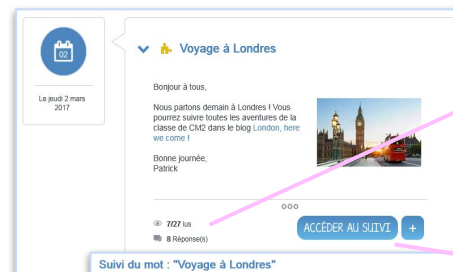 02
Voyage à Londres
Le jeudi 2 mars
2017
Bonjour à tous,
Nous partons demain à Londres ! Vous
pourrez suivre toutes les aventures de la
classe de CM2 dans le blog London, here
we come !
Bonne journée,
Patrick
7/27 lus
8 Réponse(s)
ACCÉDER AU SUIVI +
Suivi du mot : "Voyage à Londres"